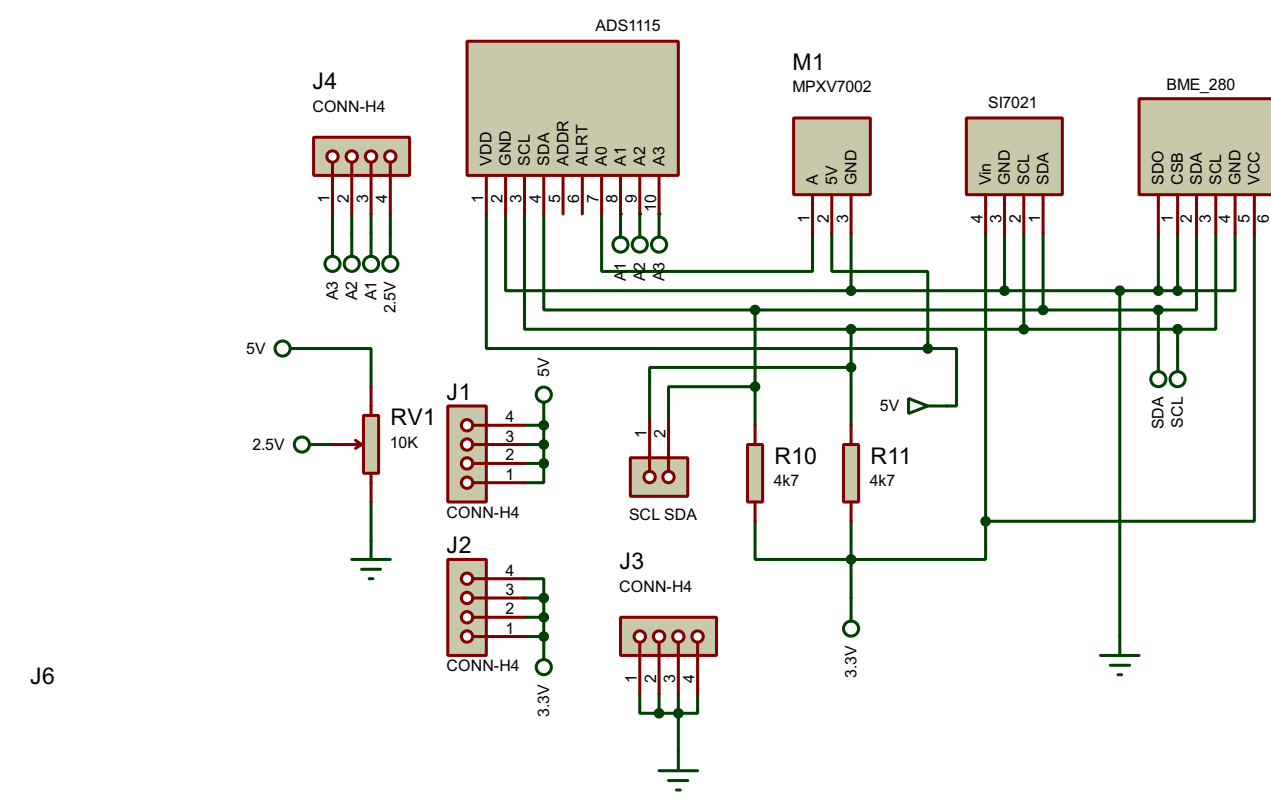 ADS1115
VDD
GND
SCL
SDA
ADDR
ALRT
A0
A1
A2
A3
1
2
3
4
5
6
7
8
9
10
A1
A2
A3
J4
CONN-H4
1
2
3
4
A3
A2
A1
2.5V
M1
MPXV7002
A
5V
GND
1
2
3
SI7021
Vin
GND
SCL
SDA
4
3
2
1
BME_280
SDO
CSB
SDA
SCL
GND
VCC
1
2
3
4
5
6
SDA
SCL
5V
2.5V
RV1
10K
J1
4
3
2
1
CONN-H4
5V
J2
4
3
2
1
CONN-H4
3.3V
1
2
SCL SDA
5V
R10
4k7
R11
4k7
3.3V
J3
CONN-H4
1
2
3
4
J6